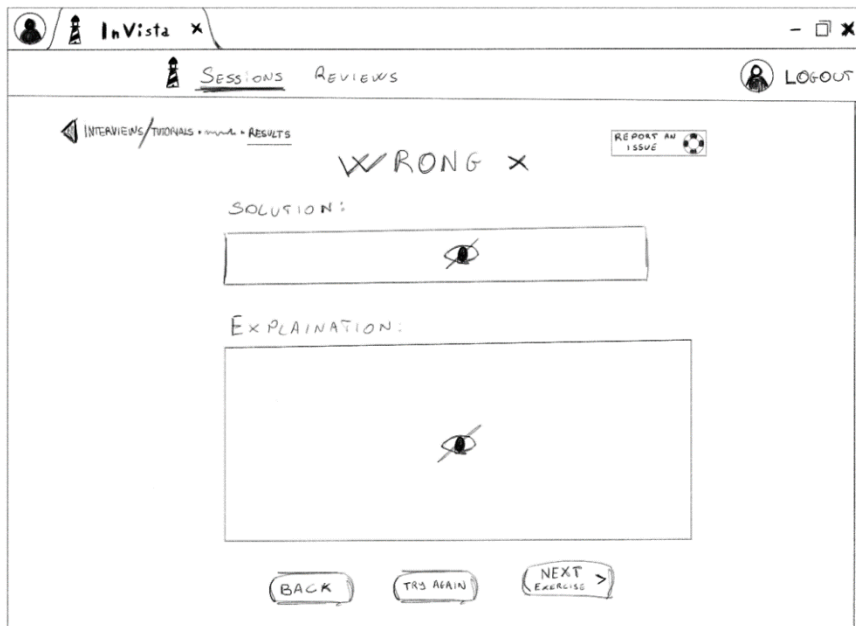 InVista x
SESSIONS REVIEWS LOGOUT
INTERVIEWS/TUTORIALS • • RESULTS
REPORT AN
ISSUE
WRONG x
SOLUTION:
EXPLAINATION:
BACK
TRY AGAIN
NEXT >
EXERCISE